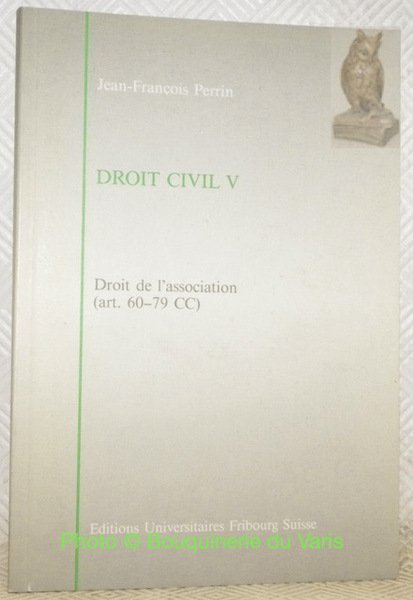 Jean-François Perrin
DROIT CIVIL V
Droit de l'association
(art. 60–79 CC)
Editions Universitaires Fribourg Suisse
Photo © Bouquinerie du Varis